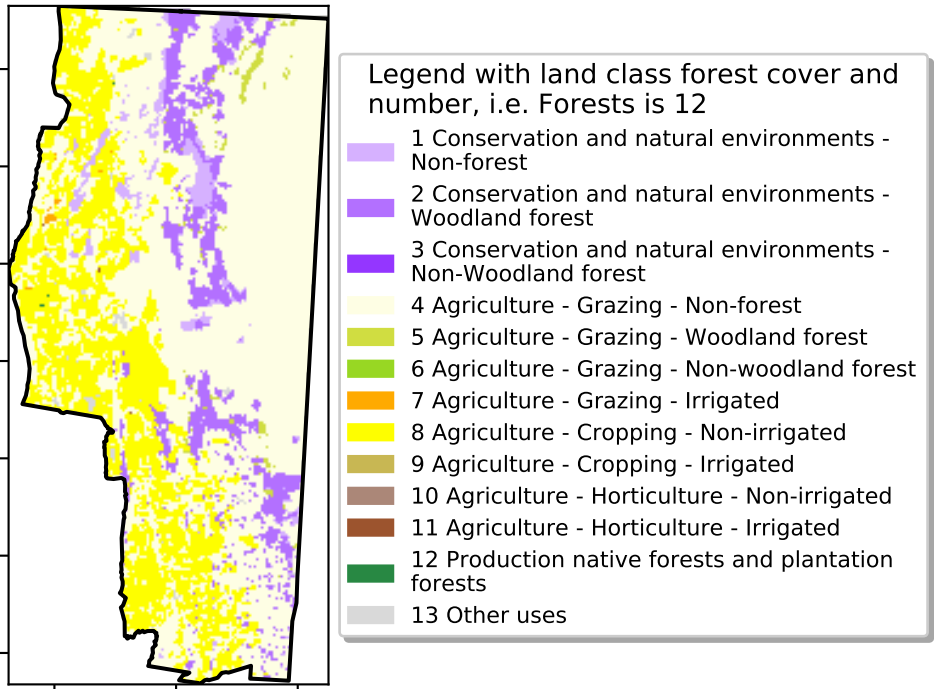 Legend with land class forest cover and
number, i.e. Forests is 12
1 Conservation and natural environments -
Non-forest
2 Conservation and natural environments -
Woodland forest
3 Conservation and natural environments -
Non-Woodland forest
4 Agriculture - Grazing - Non-forest
5 Agriculture - Grazing - Woodland forest
6 Agriculture - Grazing - Non-woodland forest
7 Agriculture - Grazing - Irrigated
8 Agriculture - Cropping - Non-irrigated
9 Agriculture - Cropping - Irrigated
10 Agriculture - Horticulture - Non-irrigated
11 Agriculture - Horticulture - Irrigated
12 Production native forests and plantation
forests
13 Other uses